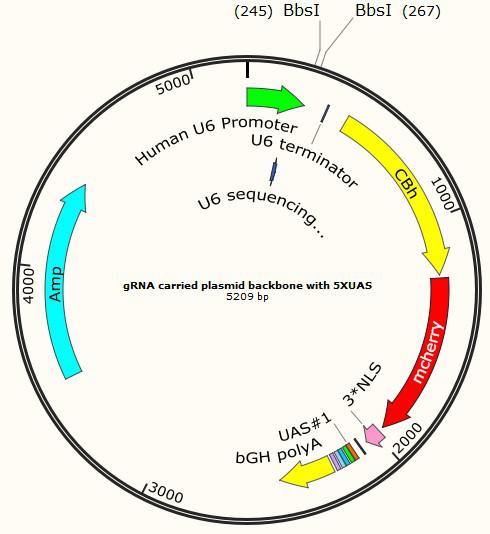 (245) BbsI BbsI (267)
5000
Human U6 Promoter
U6 terminator
CBh
1000
U6 sequencing...
Amp
4000
gRNA carried plasmid backbone with 5XUAS
5209 bp
mcherry
3*NLS
UAS#1
bGH polyA
2000
3000